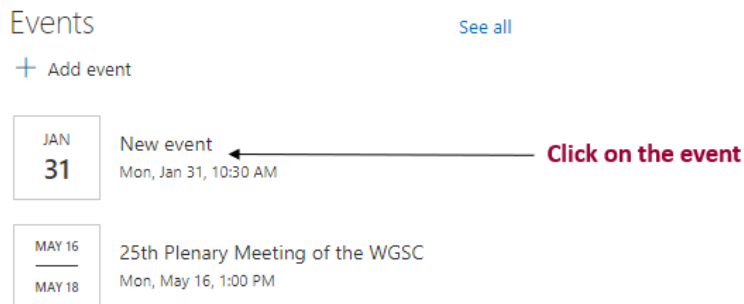 Events
See all
+ Add event
JAN
31
New event
Mon, Jan 31, 10:30 AM
Click on the event
MAY 16
MAY 18
25th Plenary Meeting of the WGSC
Mon, May 16, 1:00 PM